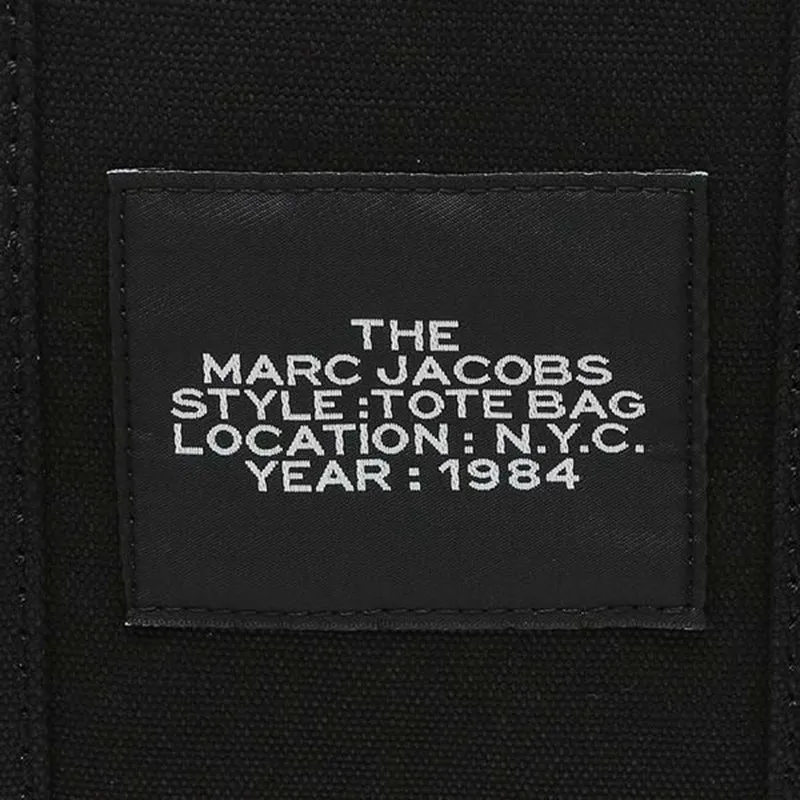 THE
MARC JACOBS
STYLE :TOTE BAG
LOCATION : N.Y.C.
YEAR : 1984